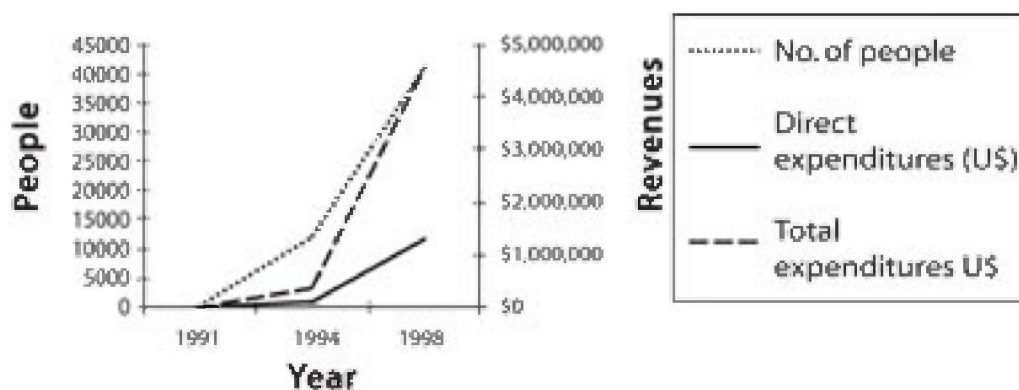 45000
40000
35000
30000
25000
20000
15000
10000
5000
0
People
$5,000,000
$4,000,000
$3,000,000
$2,000,000
$1,000,000
$0
Revenues
1991
1994
1998
Year
No. of people
Direct
expenditures (U$)
Total
expenditures U$